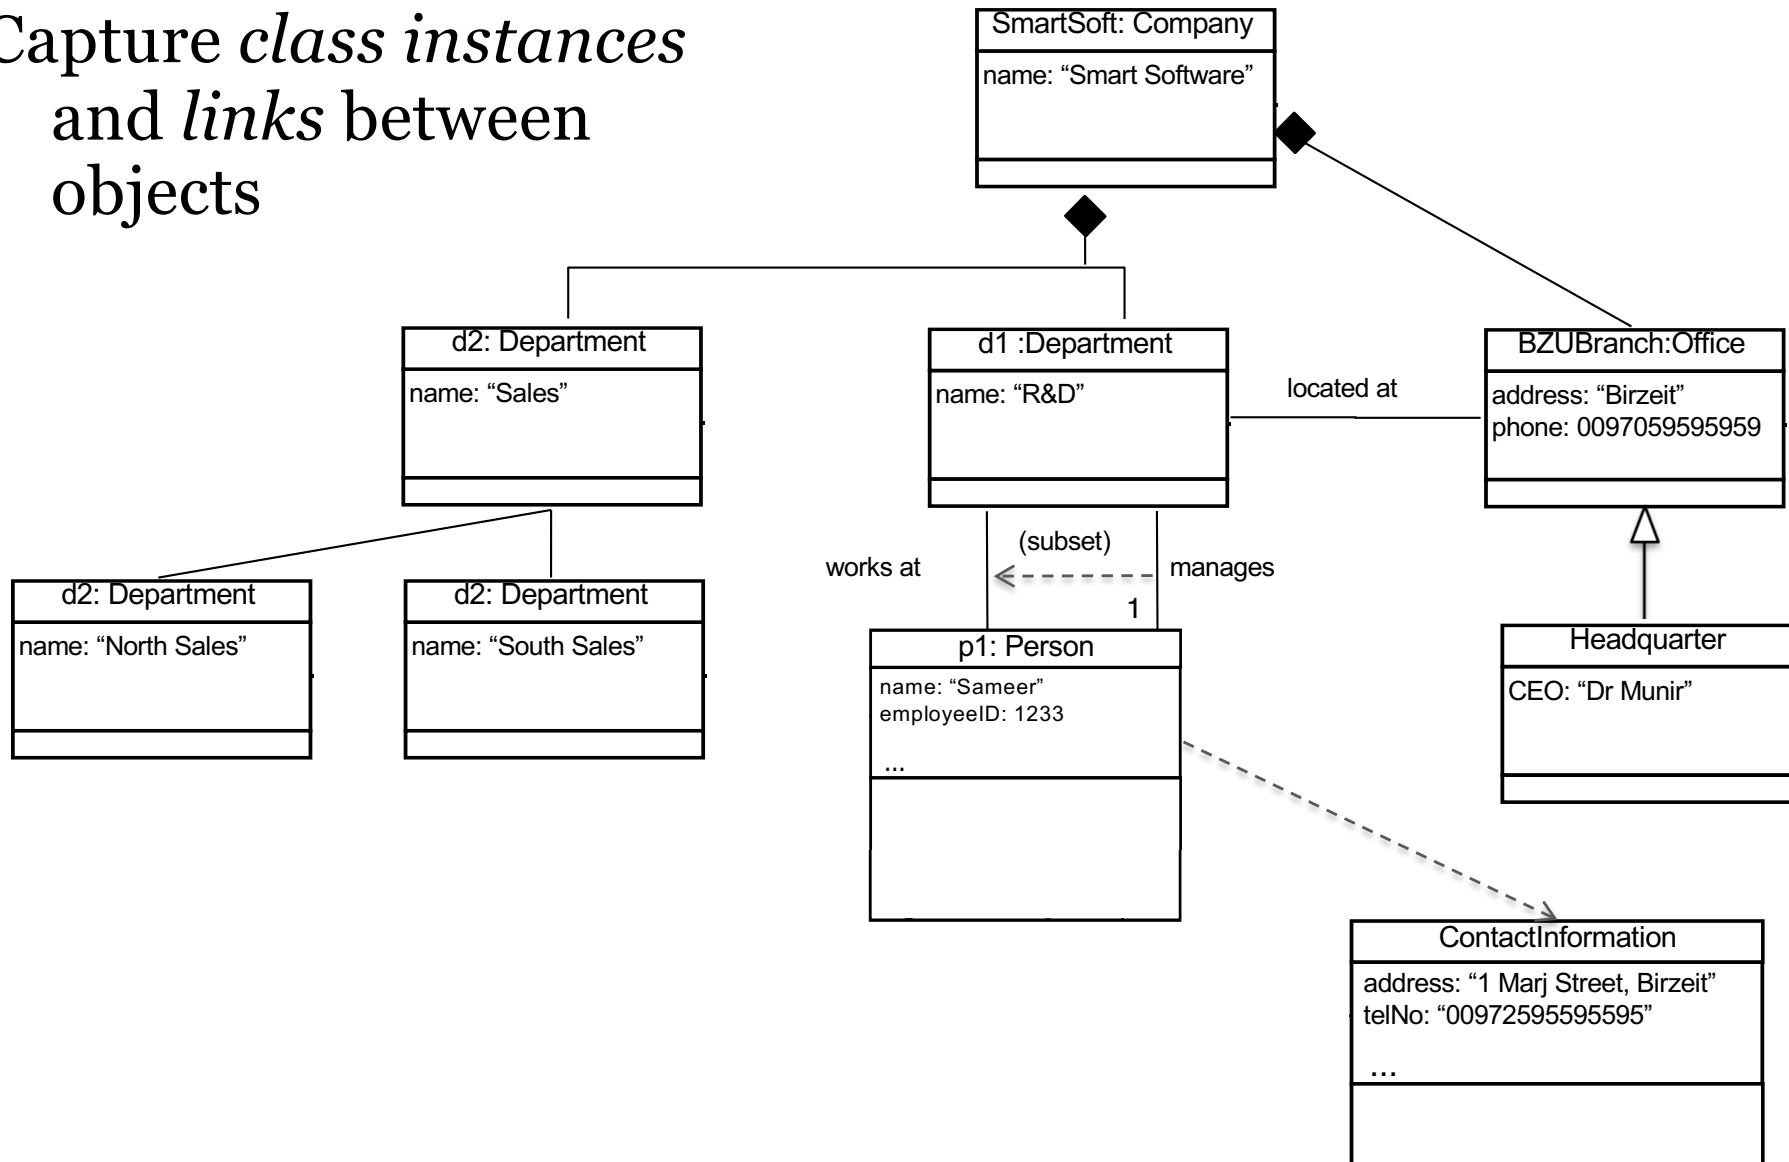 Capture class instances
and links between
objects
SmartSoft: Company
name: “Smart Software”
d2: Department
name: “Sales”
d1 :Department
name: “R&D”
located at
BZUBranch:Office
address: “Birzeit”
phone: 0097059595959
works at
(subset)
manages
1
d2: Department
name: “North Sales”
d2: Department
name: “South Sales”
p1: Person
name: “Sameer”
employeeID: 1233
...
Headquarter
CEO: “Dr Munir”
ContactInformation
address: “1 Marj Street, Birzeit”
telNo: “00972595595595”
...